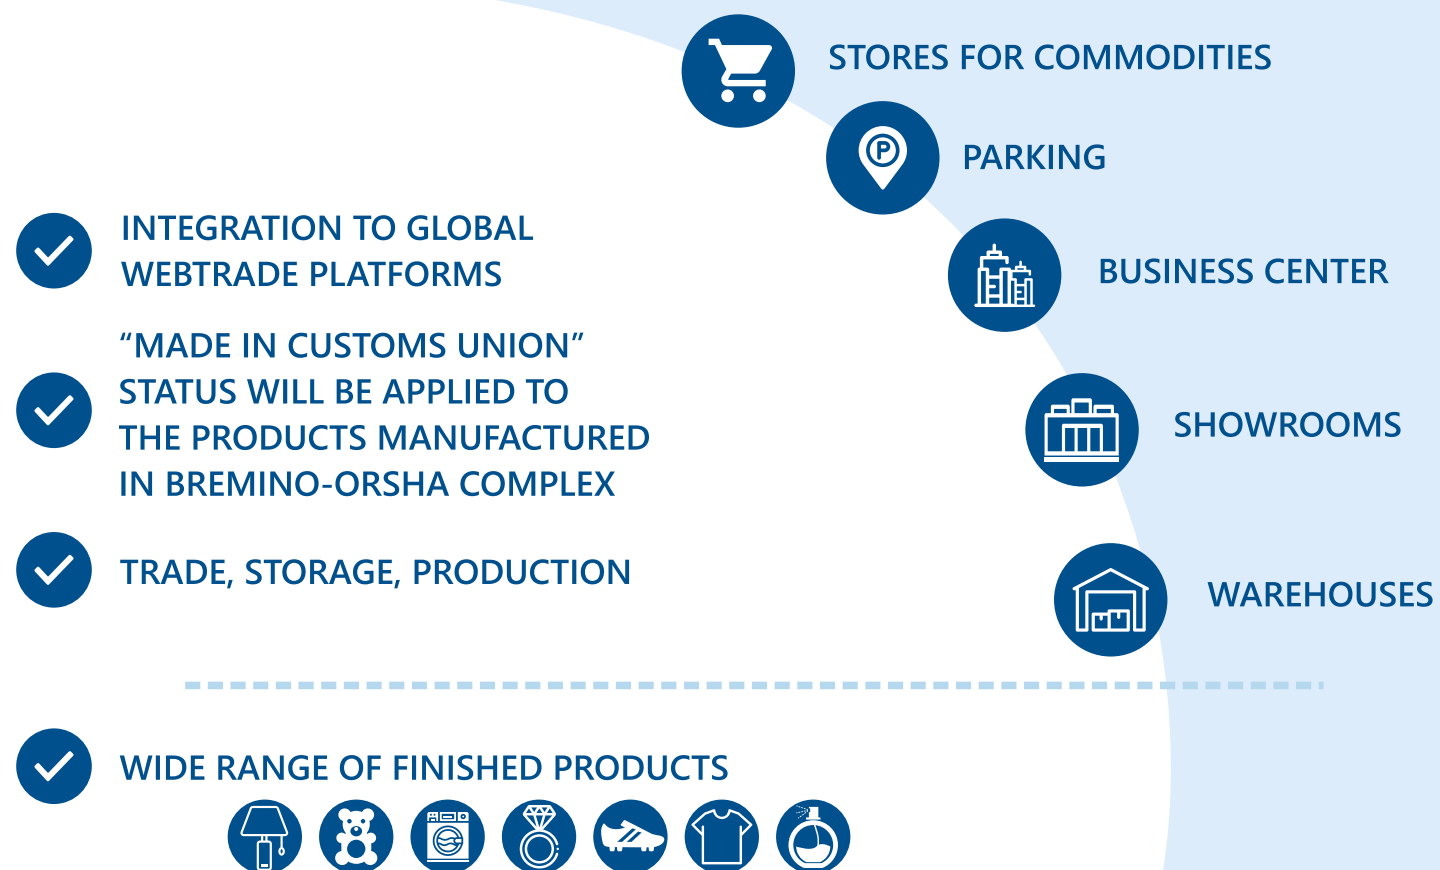 STORES FOR COMMODITIES
P
PARKING
BUSINESS CENTER
SHOWROOMS
WAREHOUSES
INTEGRATION TO GLOBAL
WEBTRADE PLATFORMS
“MADE IN CUSTOMS UNION”
STATUS WILL BE APPLIED TO
THE PRODUCTS MANUFACTURED
IN BREMINO-ORSHA COMPLEX
TRADE, STORAGE, PRODUCTION
WIDE RANGE OF FINISHED PRODUCTS